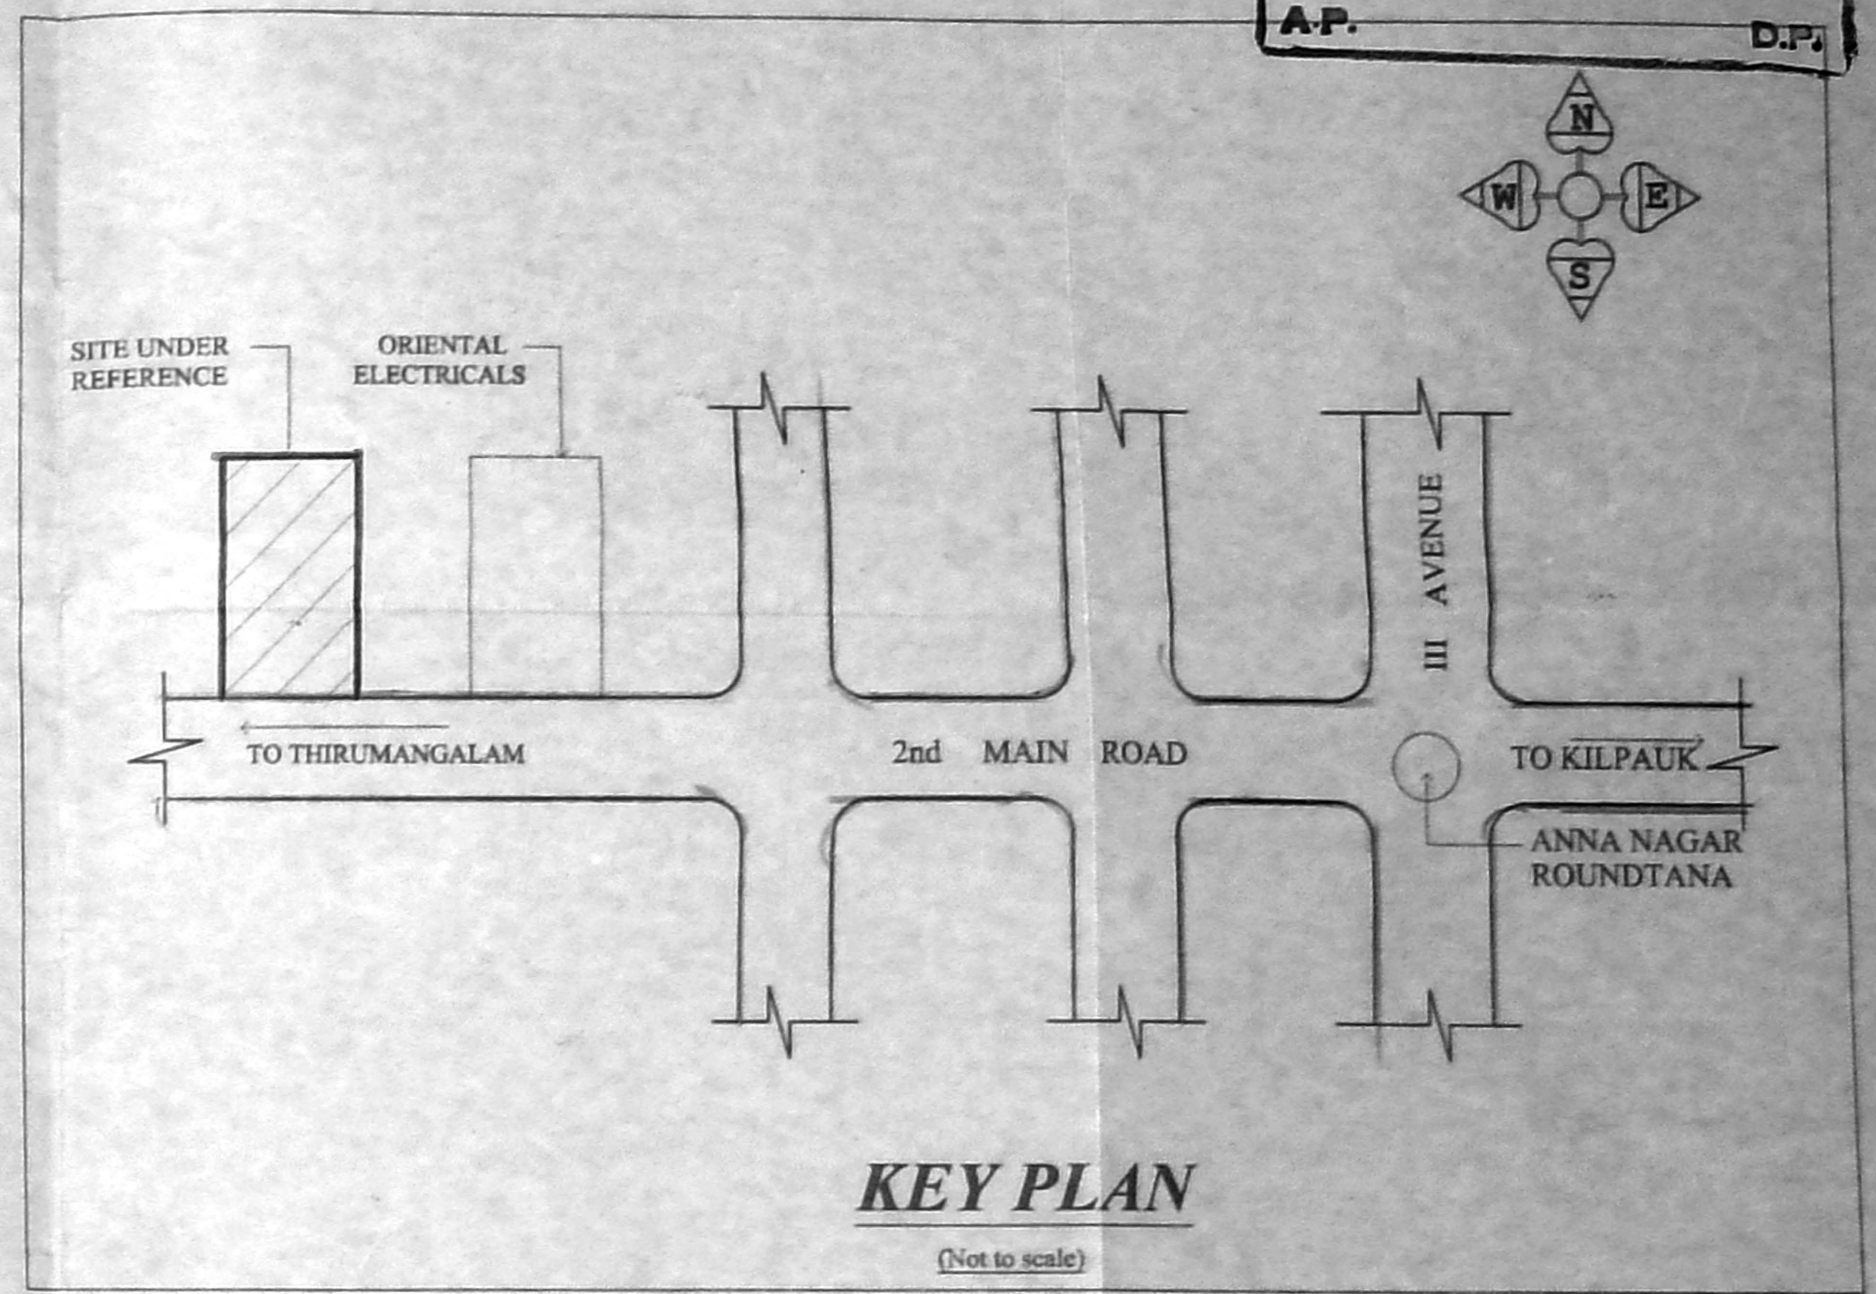 A.P. D.P.
N
W E
S
SITE UNDER
REFERENCE
ORIENTAL
ELECTRICALS
III AVENUE
TO THIRUMANGALAM
2nd MAIN ROAD
TO KILPAUK
ANNA NAGAR
ROUNDTANA
KEY PLAN
(Not to scale)